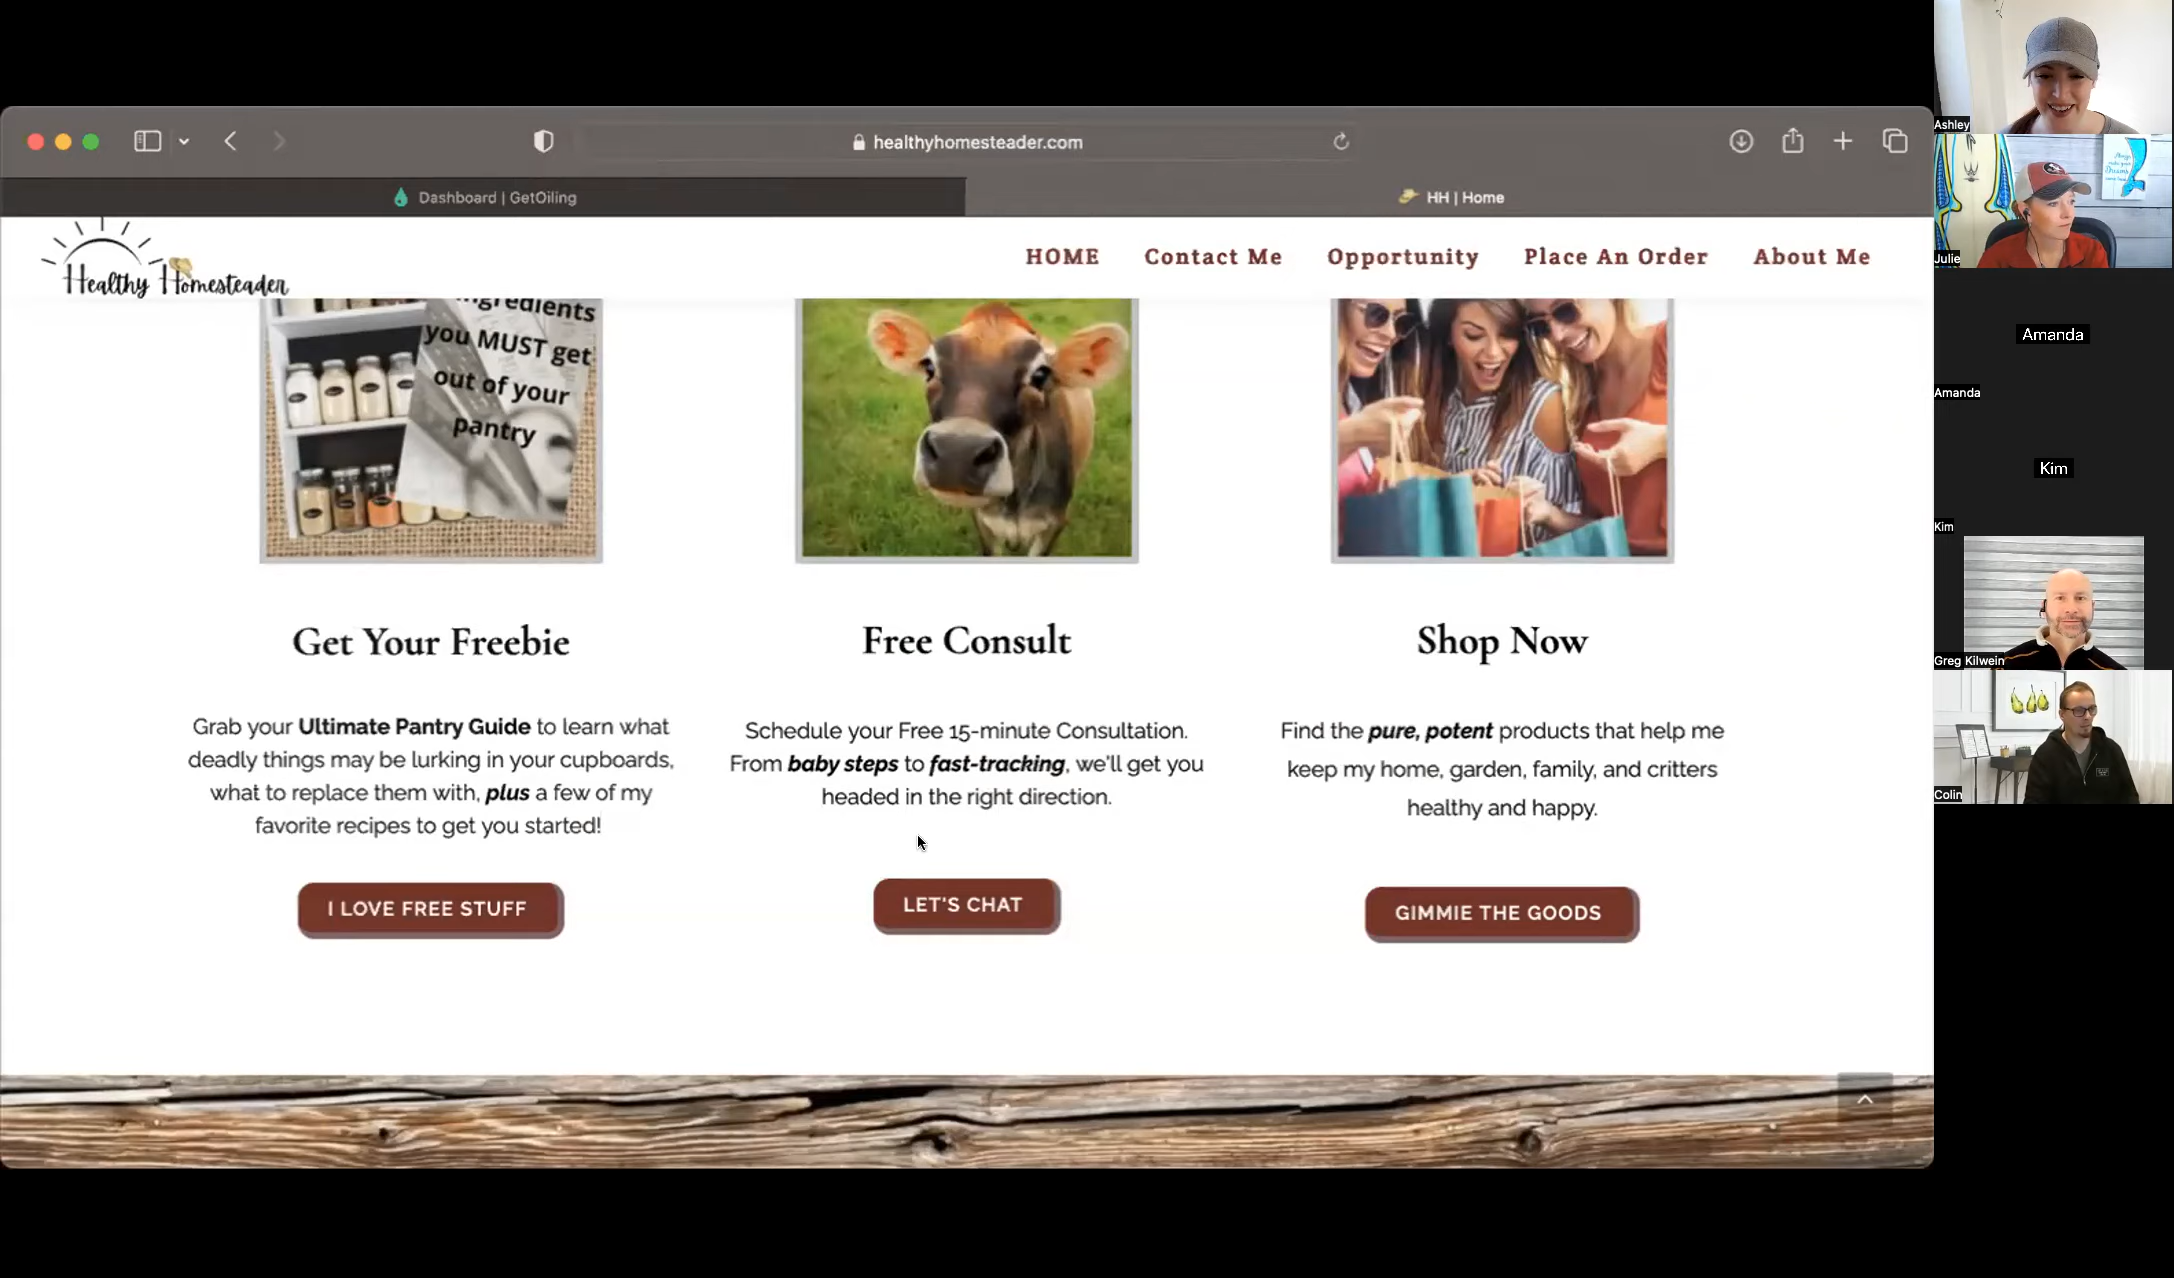 healthyhomesteader.com
Dashboard | GetOiling
HH | Home
Healthy Homesteader
HOME
Contact Me
Opportunity
Place An Order
About Me
ingredients
you MUST get
out of your
pantry
Get Your Freebie
Grab your Ultimate Pantry Guide to learn what
deadly things may be lurking in your cupboards,
what to replace them with, plus a few of my
favorite recipes to get you started!
I LOVE FREE STUFF
Free Consult
Schedule your Free 15-minute Consultation.
From baby steps to fast-tracking, we'll get you
headed in the right direction.
LET'S CHAT
Shop Now
Find the pure, potent products that help me
keep my home, garden, family, and critters
healthy and happy.
GIMMIE THE GOODS
Ashley
Julie
Amanda
Amanda
Kim
Kim
Greg Kilwein
Colin